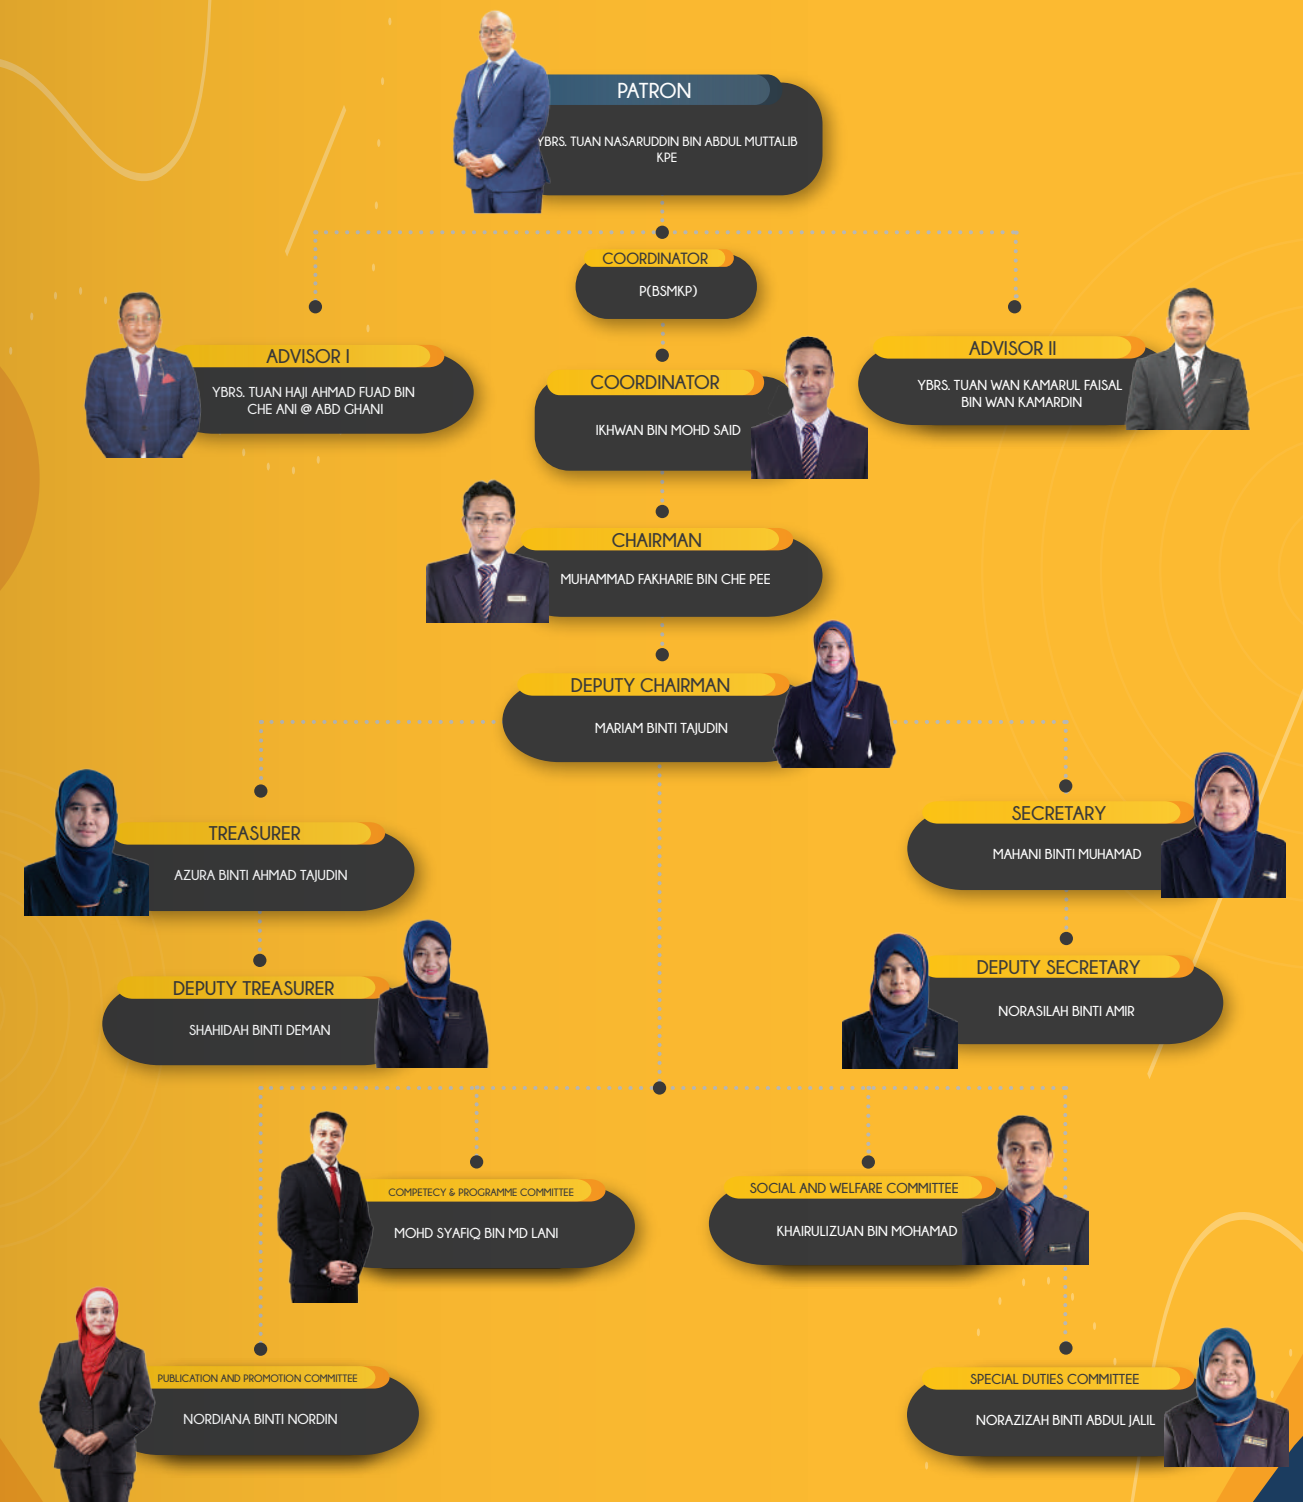 PATRON
YBRS. TUAN NASARUDDIN BIN ABDUL MUTTALIB
KPE
COORDINATOR
P(BSMKP)
ADVISOR I
YBRS. TUAN HAJI AHMAD FUAD BIN
CHE ANI @ ABD GHANI
COORDINATOR
IKHWAN BIN MOHD SAID
ADVISOR II
YBRS. TUAN WAN KAMARUL FAISAL
BIN WAN KAMARDIN
CHAIRMAN
MUHAMMAD FAKHARIE BIN CHE PEE
DEPUTY CHAIRMAN
MARIAM BINTI TAJUDIN
TREASURER
AZURA BINTI AHMAD TAJUDIN
SECRETARY
MAHANI BINTI MUHAMAD
DEPUTY TREASURER
SHAHIDAH BINTI DEMAN
DEPUTY SECRETARY
NORASILAH BINTI AMIR
COMPETECY & PROGRAMME COMMITTEE
MOHD SYAFIQ BIN MD LANI
SOCIAL AND WELFARE COMMITTEE
KHAIRULIZUAN BIN MOHAMAD
PUBLICATION AND PROMOTION COMMITTEE
NORDIANA BINTI NORDIN
SPECIAL DUTIES COMMITTEE
NORAZIZAH BINTI ABDUL JALIL